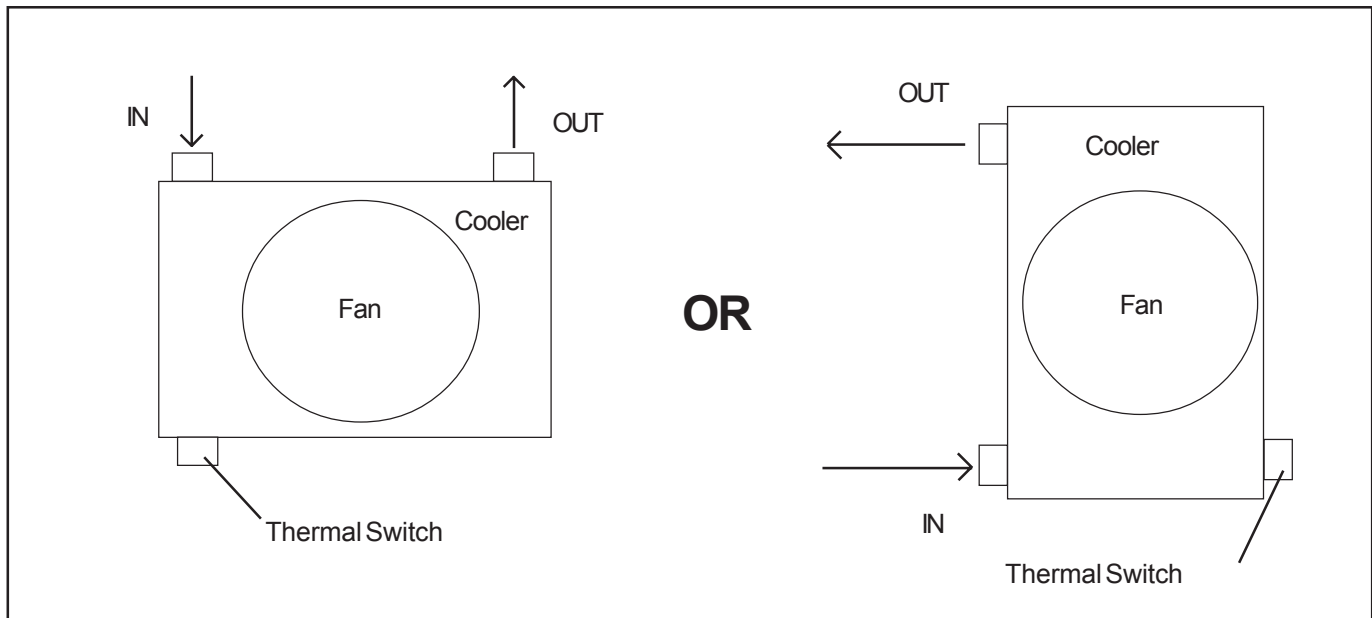 IN
OUT
Cooler
Fan
Thermal Switch
OR
OUT
Cooler
Fan
IN
Thermal Switch